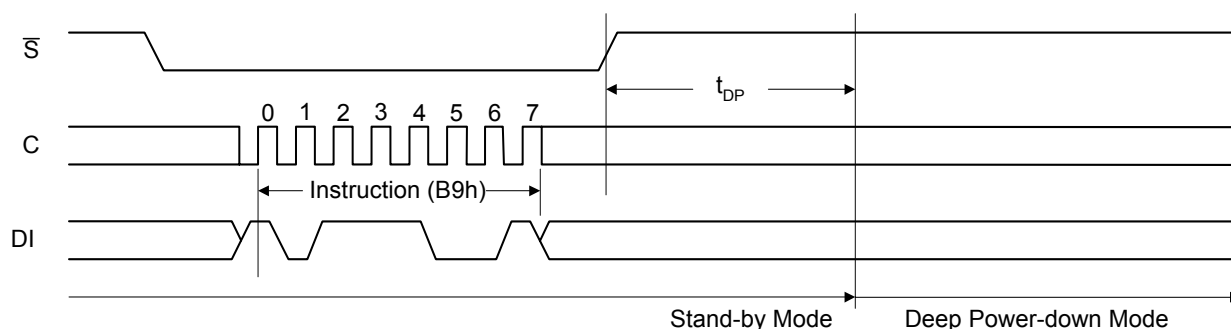 S̅
t_DP
0 1 2 3 4 5 6 7
C
Instruction (B9h)
DI
Stand-by Mode Deep Power-down Mode